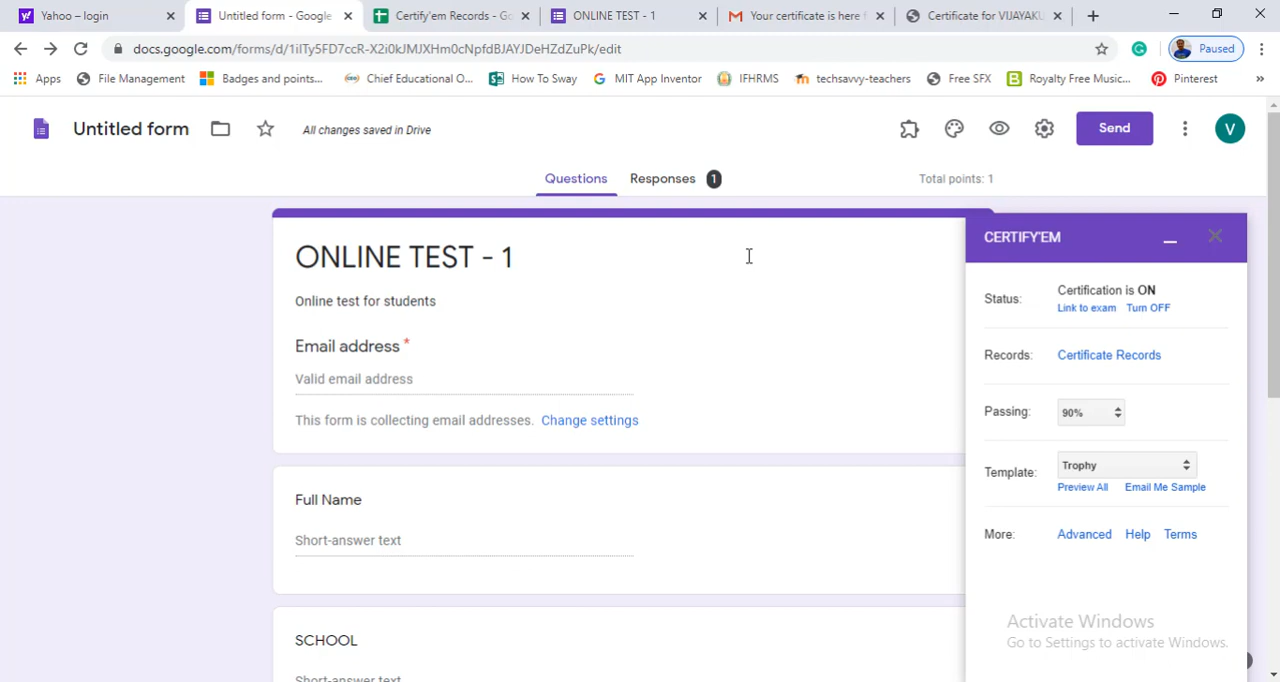 Yahoo – login
Untitled form - Google
Certify'em Records - Go
ONLINE TEST - 1
Your certificate is here f
Certificate for VIJAYAKU
docs.google.com/forms/d/1iITy5FD7ccR-X2i0kJMJXHm0cNpfdBJAYJDeHZdZuPk/edit
Paused
Apps
File Management
Badges and points...
Chief Educational O...
How To Sway
MIT App Inventor
IFHRMS
techsavvy-teachers
Free SFX
Royalty Free Music...
Pinterest
»
Untitled form
All changes saved in Drive
Send
V
Questions
Responses
1
Total points: 1
ONLINE TEST - 1
Online test for students
Email address *
Valid email address
This form is collecting email addresses. Change settings
Full Name
Short-answer text
SCHOOL
Short-answer text
CERTIFY'EM
Status:
Certification is ON
Link to exam Turn OFF
Records:
Certificate Records
Passing:
90%
Template:
Trophy
Preview All Email Me Sample
More:
Advanced Help Terms
Activate Windows
Go to Settings to activate Windows.